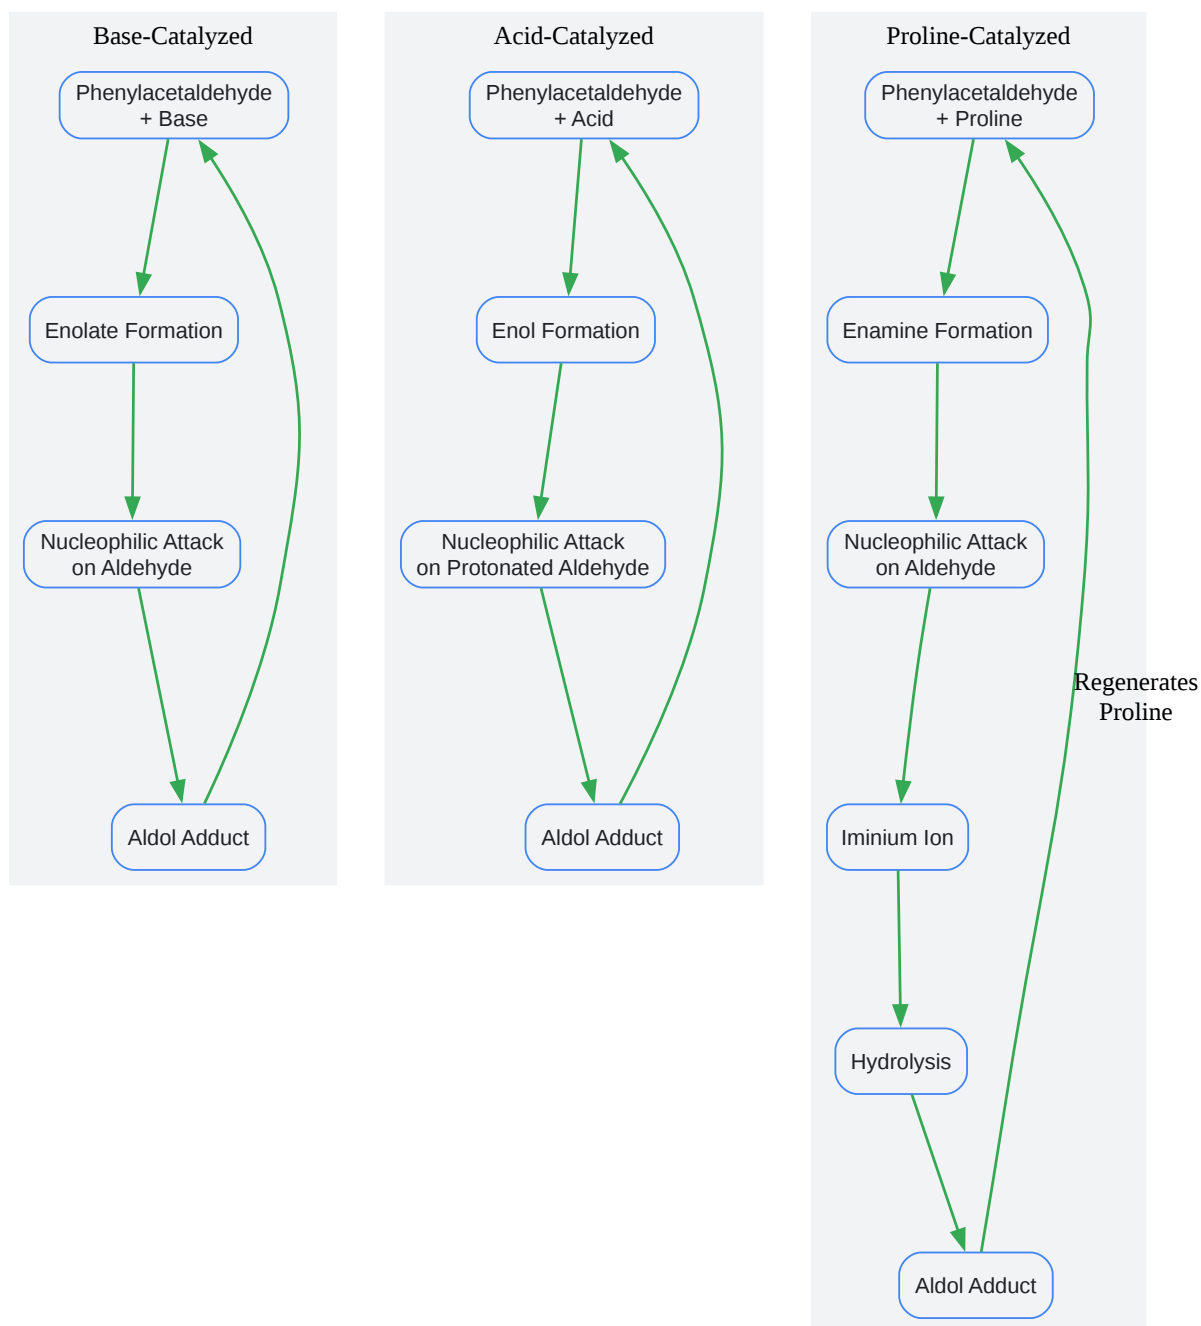 Base-Catalyzed
Phenylacetaldehyde
+ Base
Enolate Formation
Nucleophilic Attack
on Aldehyde
Aldol Adduct
Acid-Catalyzed
Phenylacetaldehyde
+ Acid
Enol Formation
Nucleophilic Attack
on Protonated Aldehyde
Aldol Adduct
Proline-Catalyzed
Phenylacetaldehyde
+ Proline
Enamine Formation
Nucleophilic Attack
on Aldehyde
Regenerates
Proline
Iminium Ion
Hydrolysis
Aldol Adduct